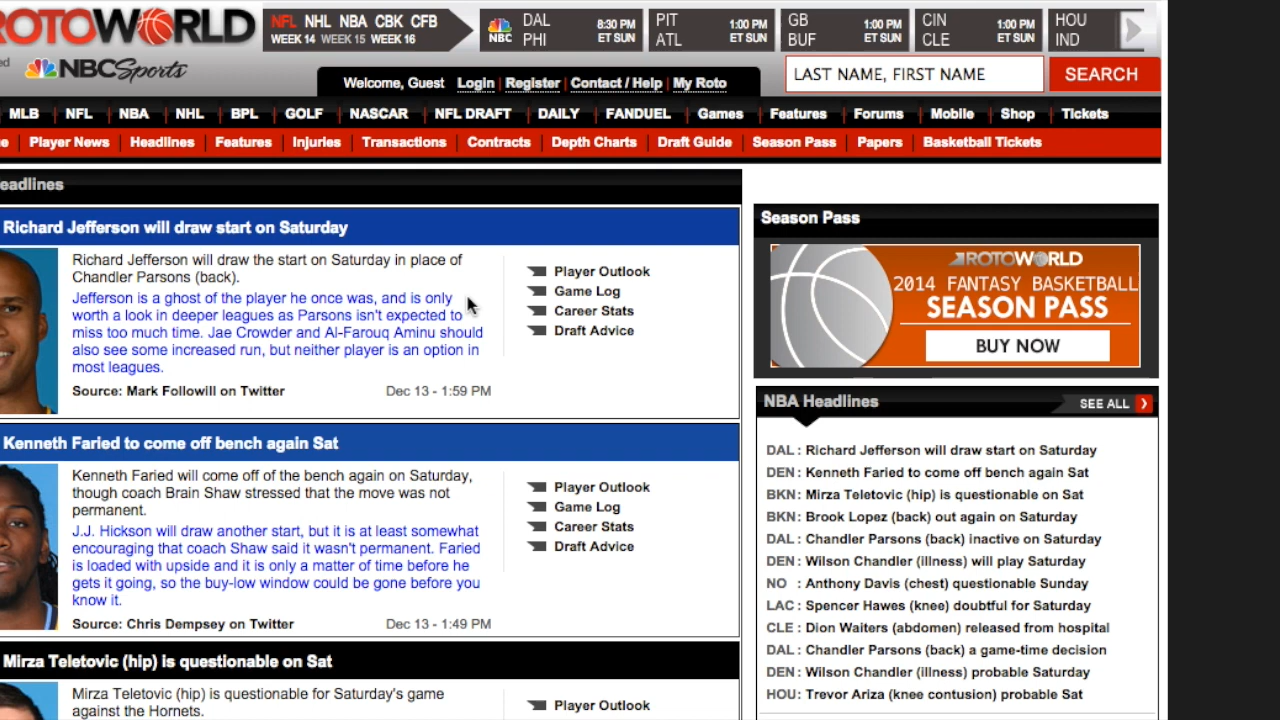 ROTOWORLD
NFL NHL NBA CBK CFB
WEEK 14 WEEK 15 WEEK 16
NBC
DAL 8:30 PM
PHI ET SUN
PIT 1:00 PM
ATL ET SUN
GB 1:00 PM
BUF ET SUN
CIN 1:00 PM
CLE ET SUN
HOU
IND
NBC Sports
Welcome, Guest Login | Register | Contact / Help | My Roto
LAST NAME, FIRST NAME
SEARCH
MLB NFL NBA NHL BPL GOLF NASCAR NFL DRAFT DAILY FANDUEL Games Features Forums Mobile Shop Tickets
Player News Headlines Features Injuries Transactions Contracts Depth Charts Draft Guide Season Pass Papers Basketball Tickets
eadlines
Richard Jefferson will draw start on Saturday
Richard Jefferson will draw the start on Saturday in place of
Chandler Parsons (back).
Jefferson is a ghost of the player he once was, and is only
worth a look in deeper leagues as Parsons isn't expected to
miss too much time. Jae Crowder and Al-Farouq Aminu should
also see some increased run, but neither player is an option in
most leagues.
Source: Mark Followill on Twitter Dec 13 - 1:59 PM
Player Outlook
Game Log
Career Stats
Draft Advice
Kenneth Faried to come off bench again Sat
Kenneth Faried will come off of the bench again on Saturday,
though coach Brain Shaw stressed that the move was not
permanent.
J.J. Hickson will draw another start, but it is at least somewhat
encouraging that coach Shaw said it wasn't permanent. Faried
is loaded with upside and it is only a matter of time before he
gets it going, so the buy-low window could be gone before you
know it.
Source: Chris Dempsey on Twitter Dec 13 - 1:49 PM
Player Outlook
Game Log
Career Stats
Draft Advice
Mirza Teletovic (hip) is questionable on Sat
Mirza Teletovic (hip) is questionable for Saturday's game
against the Hornets.
Player Outlook
Season Pass
ROTOWORLD
2014 FANTASY BASKETBALL
SEASON PASS
BUY NOW
NBA Headlines
SEE ALL
DAL : Richard Jefferson will draw start on Saturday
DEN : Kenneth Faried to come off bench again Sat
BKN : Mirza Teletovic (hip) is questionable on Sat
BKN : Brook Lopez (back) out again on Saturday
DAL : Chandler Parsons (back) inactive on Saturday
DEN : Wilson Chandler (illness) will play Saturday
NO : Anthony Davis (chest) questionable Sunday
LAC : Spencer Hawes (knee) doubtful for Saturday
CLE : Dion Waiters (abdomen) released from hospital
DAL : Chandler Parsons (back) a game-time decision
DEN : Wilson Chandler (illness) probable Saturday
HOU : Trevor Ariza (knee contusion) probable Sat